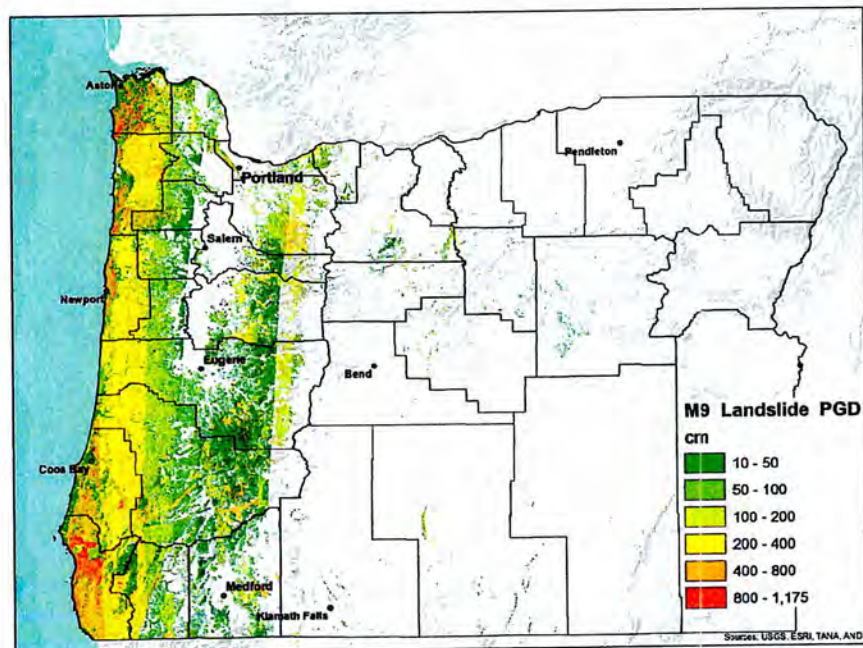 Astoria
Portland
Pendleton
Salem
Newport
Eugene
Bend
Coos Bay
Medford
Klamath Falls
M9 Landslide PGD
cm
10 - 50
50 - 100
100 - 200
200 - 400
400 - 800
800 - 1,175
Sources: USGS, ESRI, TANA, AND